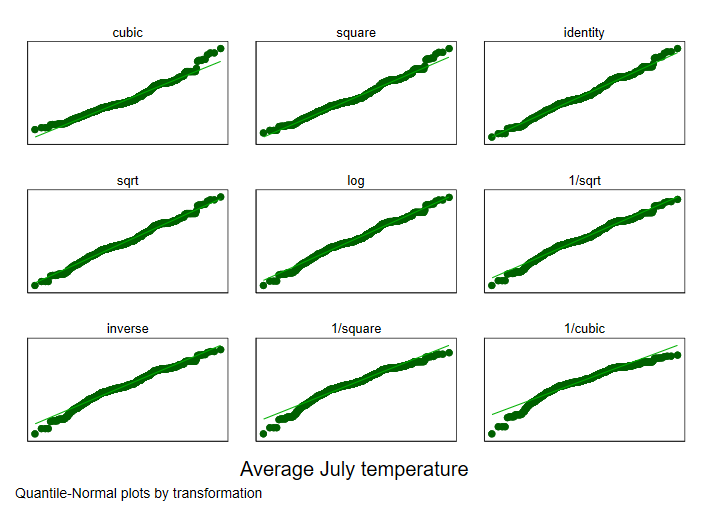 cubic
square
identity
sqrt
log
1/sqrt
inverse
1/square
1/cubic
Average July temperature
Quantile-Normal plots by transformation